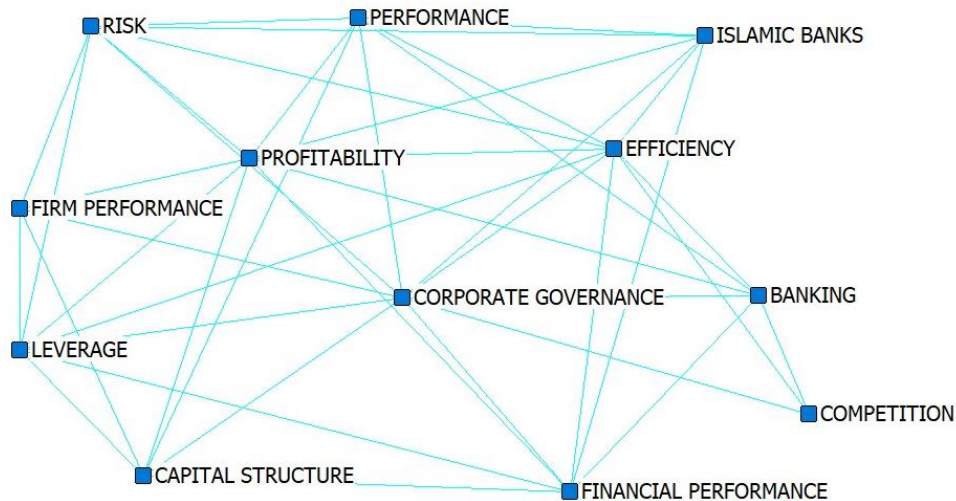 RISK
PERFORMANCE
ISLAMIC BANKS
PROFITABILITY
EFFICIENCY
FIRM PERFORMANCE
CORPORATE GOVERNANCE
BANKING
LEVERAGE
COMPETITION
CAPITAL STRUCTURE
FINANCIAL PERFORMANCE